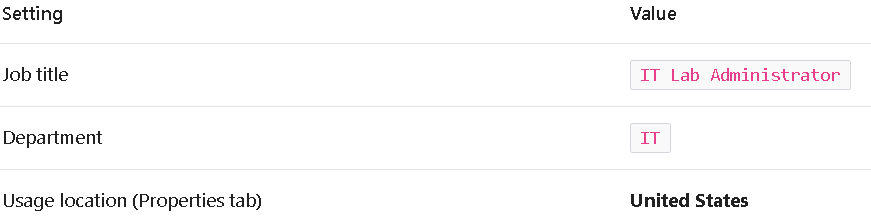 Setting Value
Job title IT Lab Administrator
Department IT
Usage location (Properties tab) United States